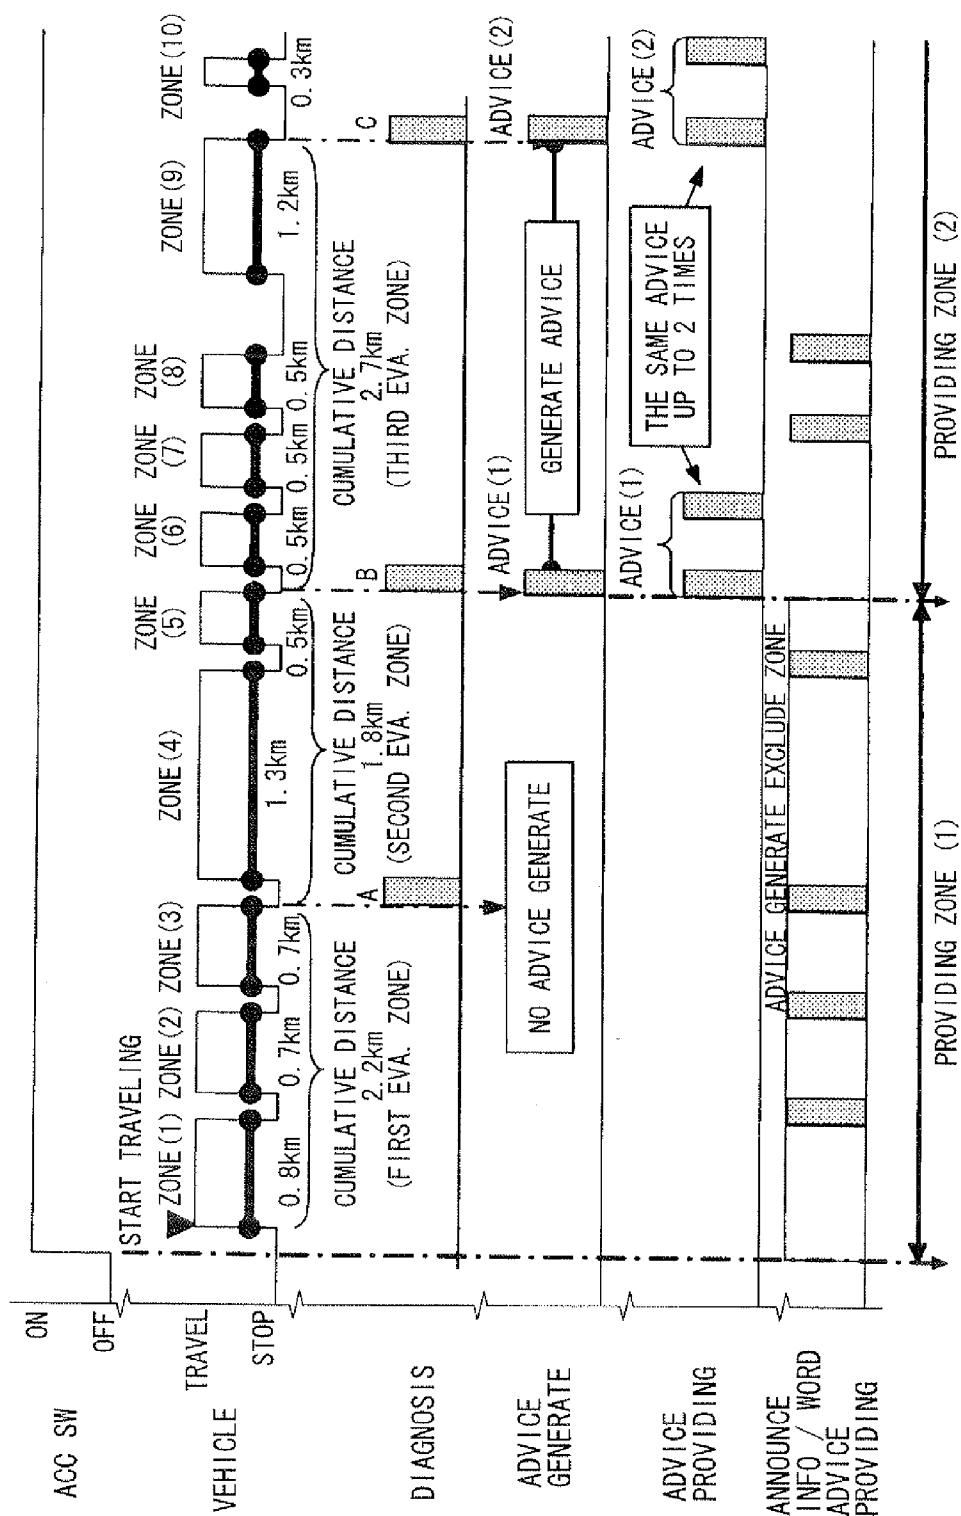 ACC SW
ON
OFF
VEHICLE
TRAVEL
STOP
START TRAVELING
ZONE(1)
ZONE(2)
ZONE(3)
ZONE(4)
ZONE
(5)
ZONE
(6)
ZONE
(7)
ZONE
(8)
ZONE(9)
ZONE(10)
0.8km
0.7km
0.7km
1.3km
0.5km
0.5km
0.5km
0.5km
1.2km
0.3km
CUMULATIVE DISTANCE
2.2km
(FIRST EVA. ZONE)
CUMULATIVE DISTANCE
1.8km
(SECOND EVA. ZONE)
CUMULATIVE DISTANCE
2.7km
(THIRD EVA. ZONE)
DIAGNOSIS
A
B
C
ADVICE
GENERATE
NO ADVICE GENERATE
ADVICE(1)
GENERATE ADVICE
ADVICE(2)
ADVICE
PROVIDING
ADVICE(1)
THE SAME ADVICE
UP TO 2 TIMES
ADVICE(2)
ANNOUNCE
INFO / WORD
ADVICE
PROVIDING
ADVICE GENERATE EXCLUDE ZONE
PROVIDING ZONE (1)
PROVIDING ZONE (2)